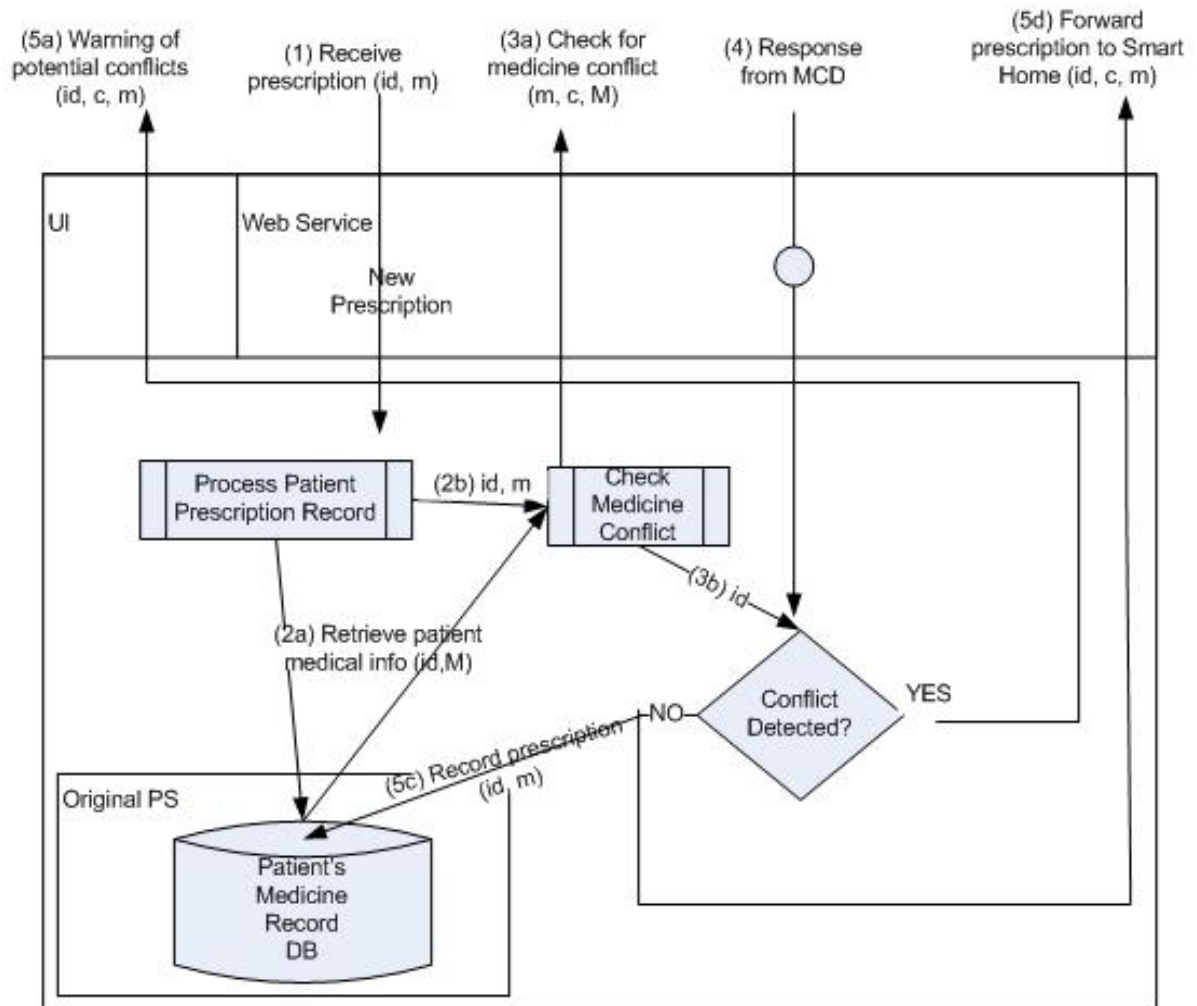 (5a) Warning of
potential conflicts
(id, c, m)
(1) Receive
prescription (id, m)
(3a) Check for
medicine conflict
(m, c, M)
(4) Response
from MCD
(5d) Forward
prescription to Smart
Home (id, c, m)
UI
Web Service
New
Prescription
Process Patient
Prescription Record
(2b) id, m
Check
Medicine
Conflict
(3b) id
(2a) Retrieve patient
medical info (id,M)
Conflict
Detected?
YES
NO
(5c) Record prescription
(id, m)
Original PS
Patient's
Medicine
Record
DB